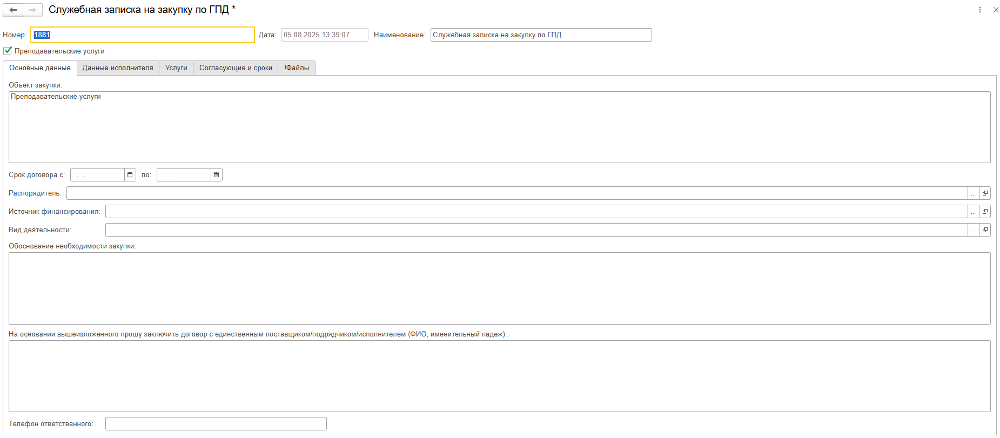 Служебная записка на закупку по ГПД *
Номер: 1881 Дата: 05.08.2025 13:39:07 Наименование: Служебная записка на закупку по ГПД
Преподавательские услуги
Основные данные Данные исполнителя Услуги Согласующие и сроки !Файлы
Объект закупки:
Преподавательские услуги
Срок договора с: . . по: . .
Распорядитель: ...
Источник финансирования: ...
Вид деятельности: ...
Обоснование необходимости закупки:
На основании вышеизложенного прошу заключить договор с единственным поставщиком/подрядчиком/исполнителем (ФИО, именительный падеж) :
Телефон ответственного: